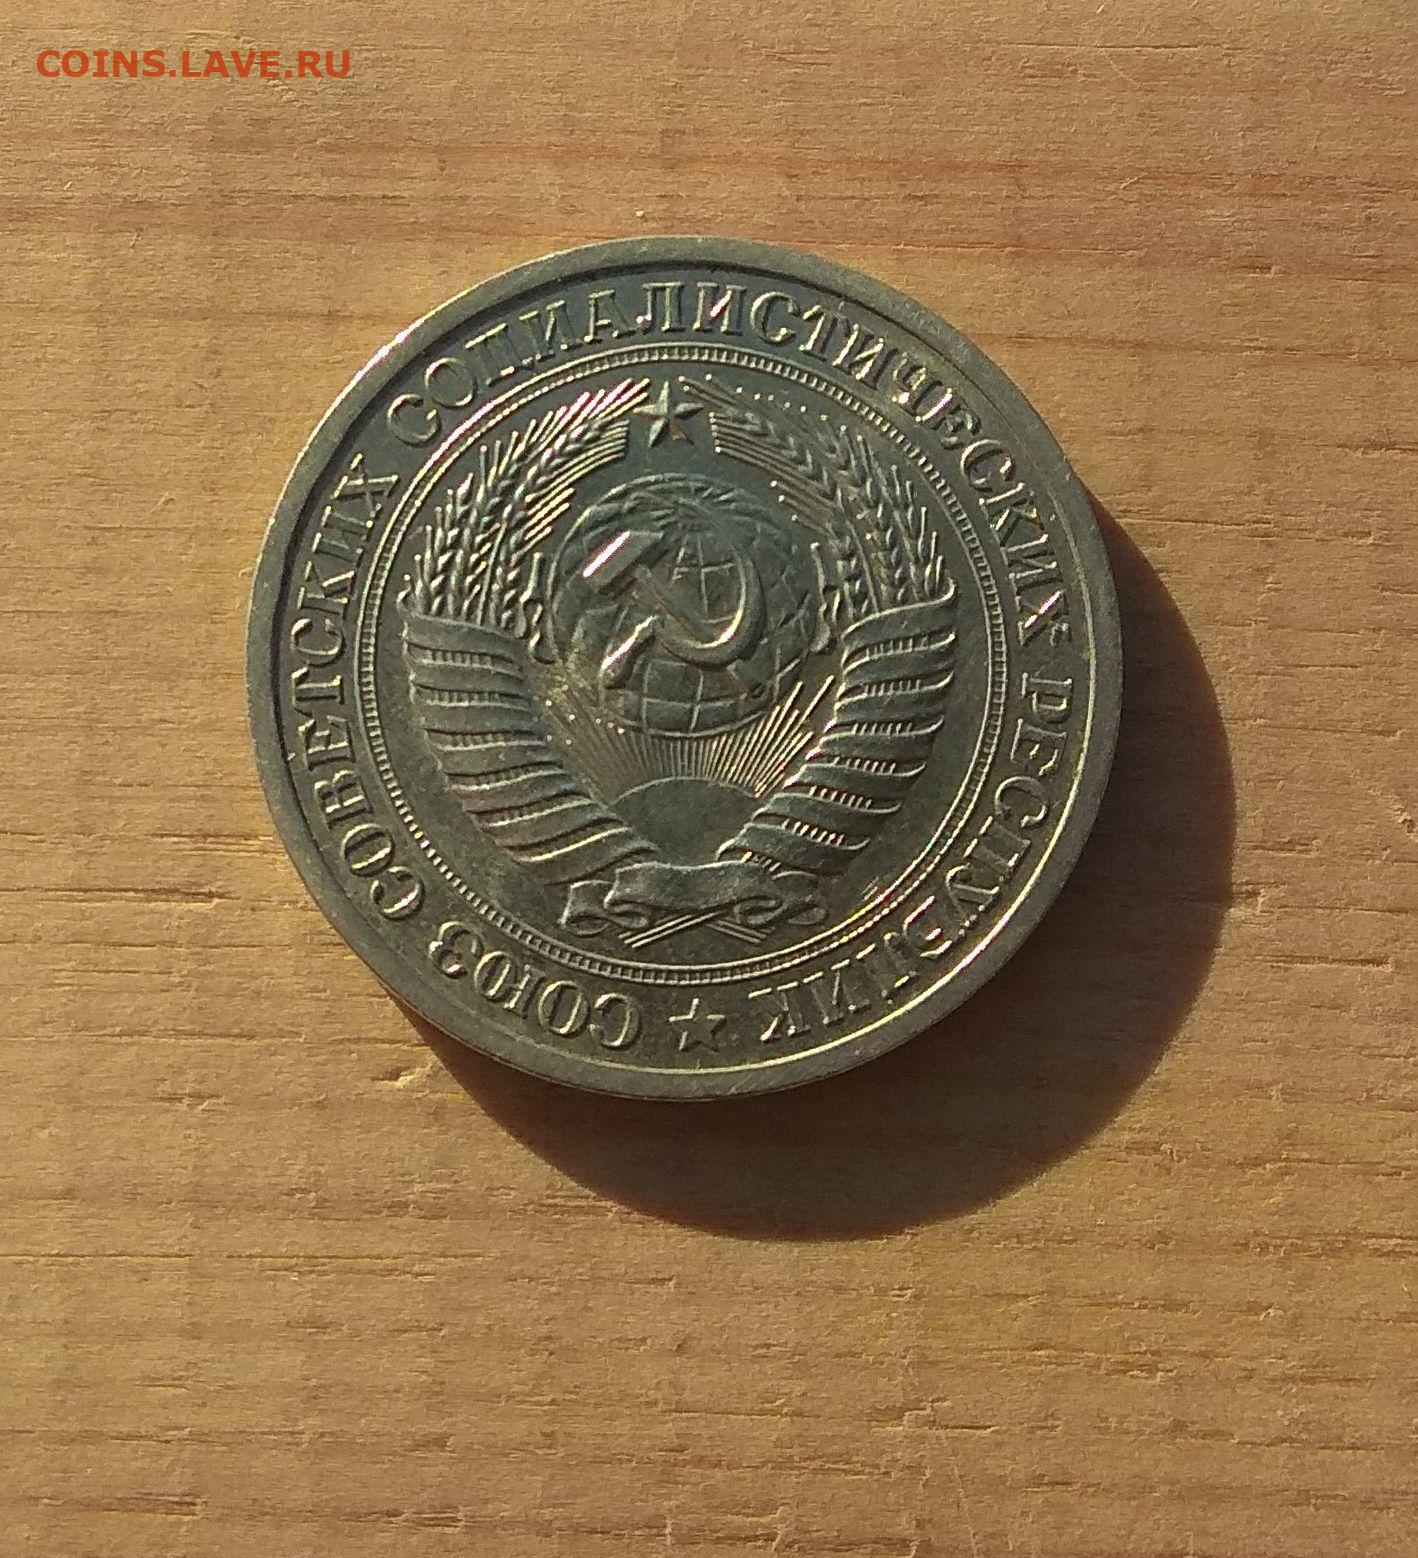 COINS.LAVE.RU
СОЮЗ СОВЕТСКИХ СОЦИАЛИСТИЧЕСКИХ РЕСПУБЛИК